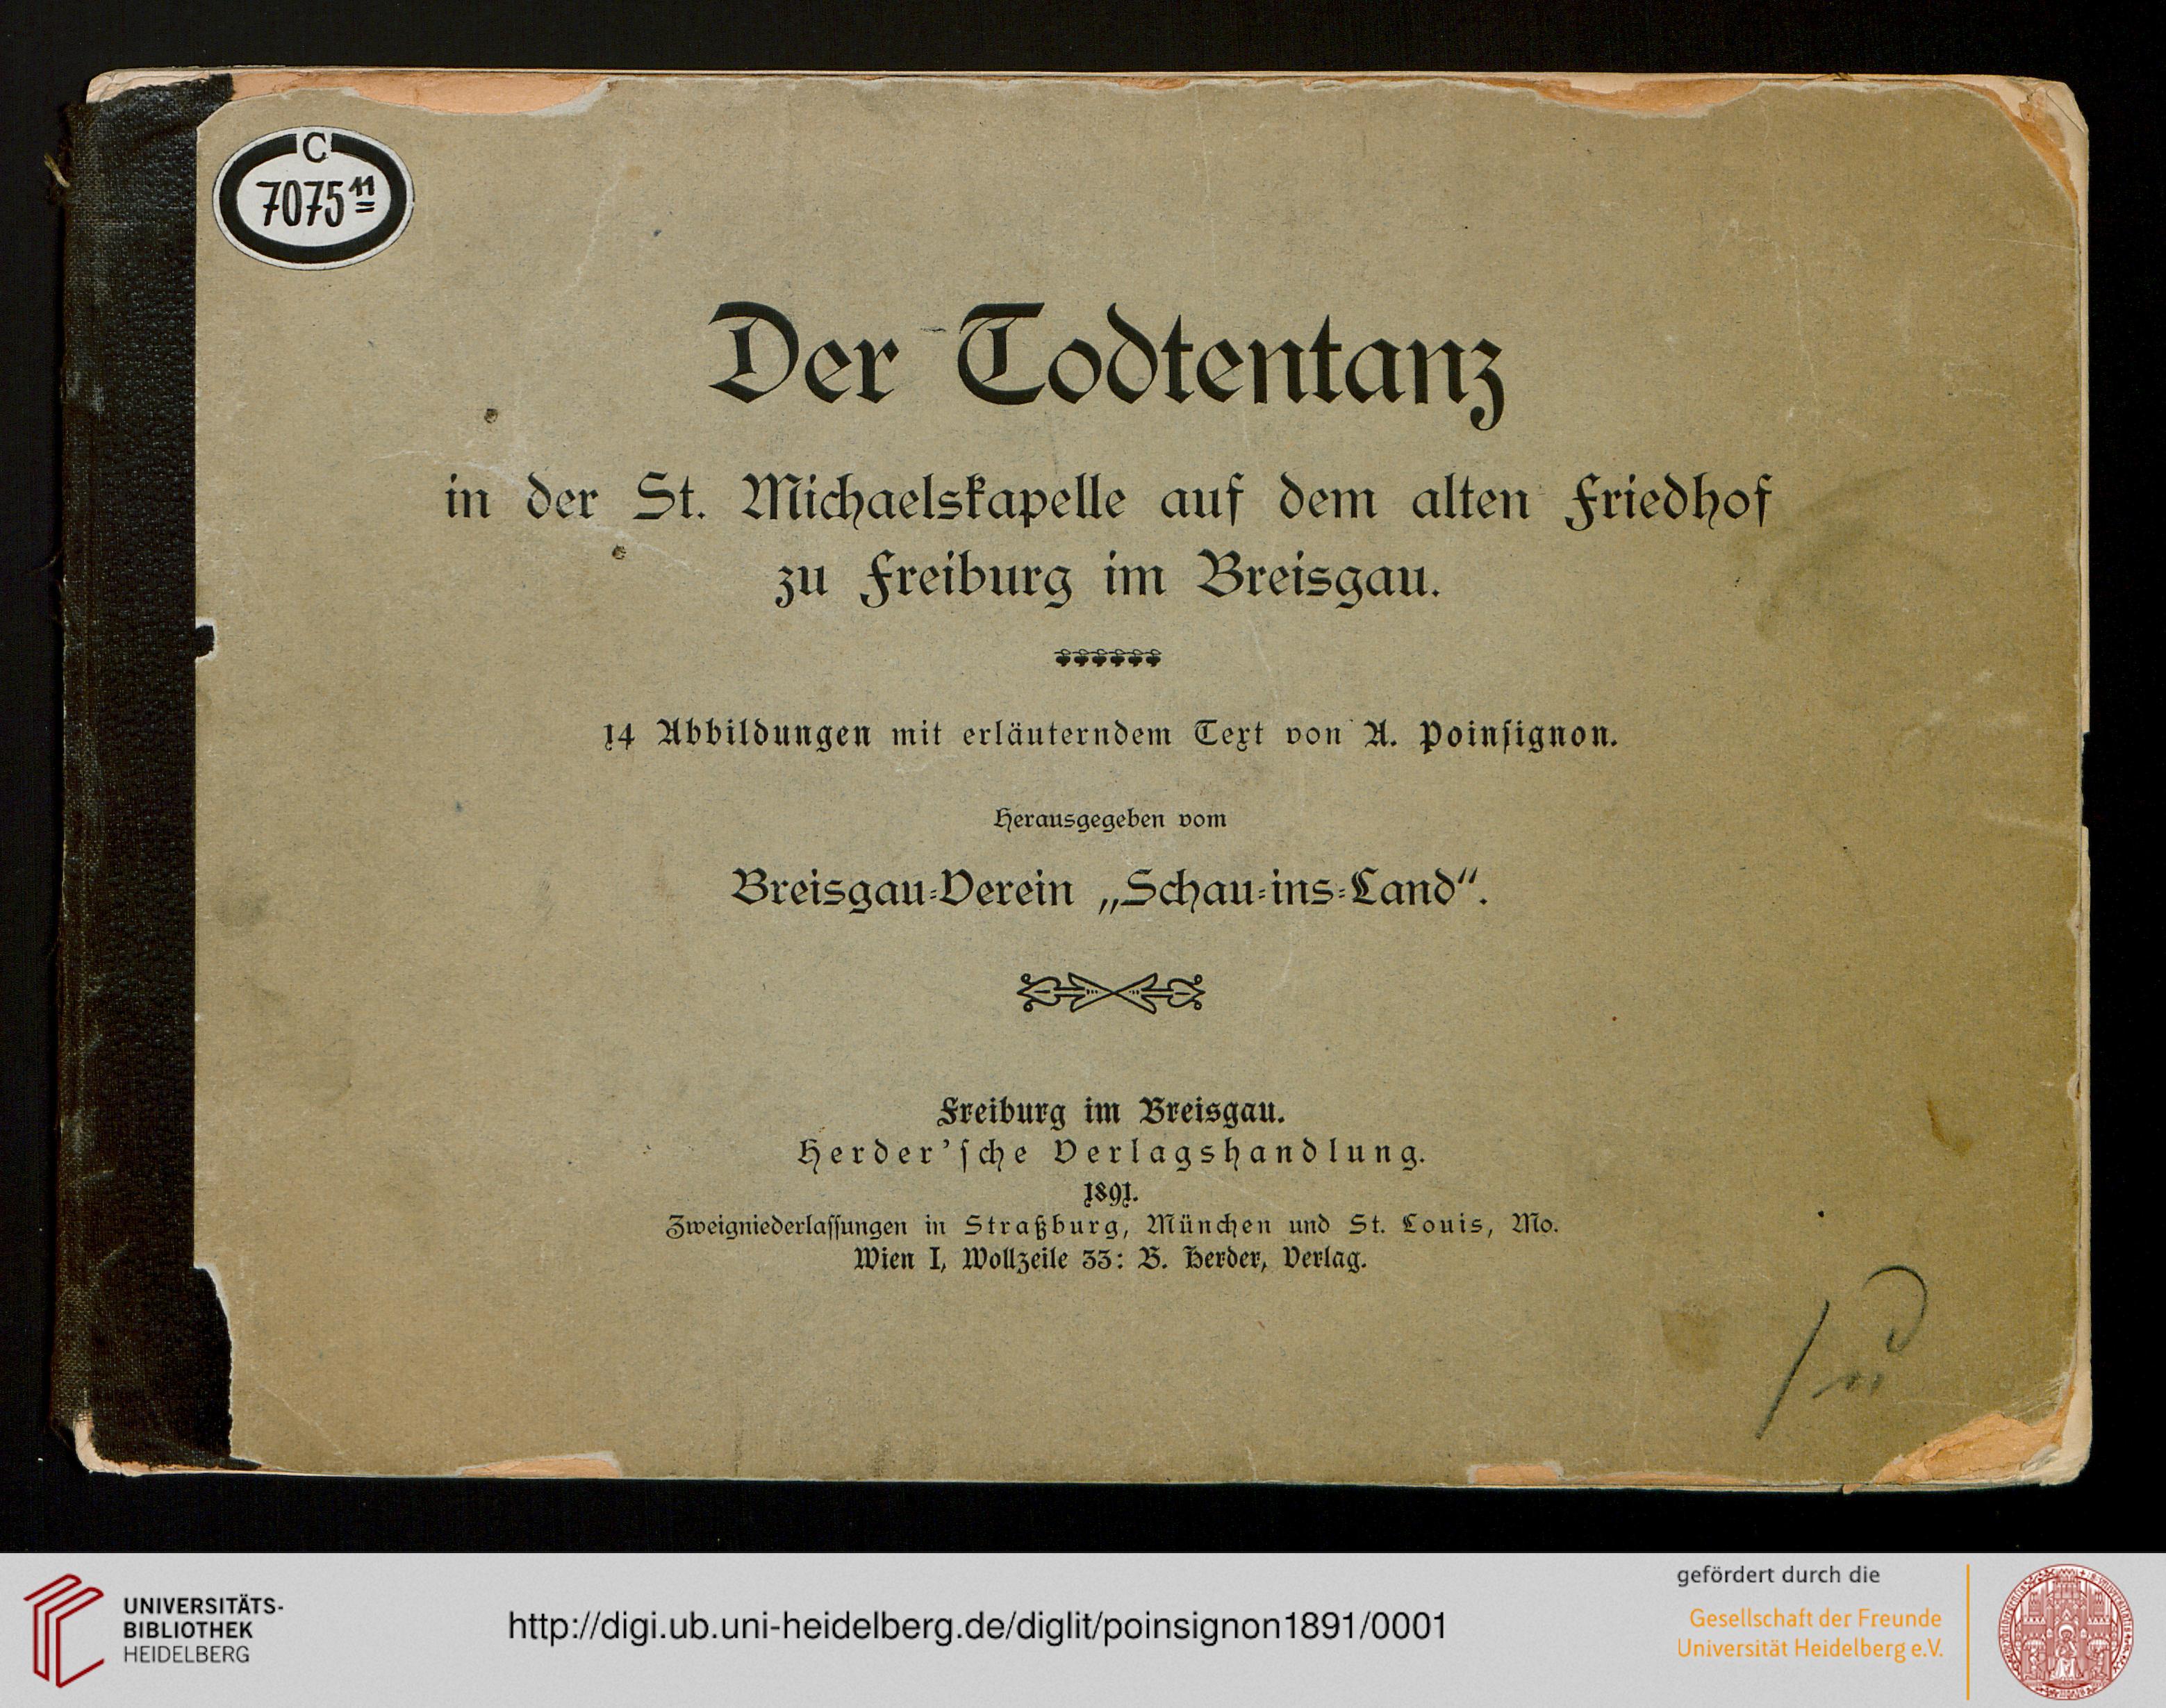 C
7075 11
Der Todtentanz
in der St. Michaelskapelle auf dem alten Friedhof
zu Freiburg im Breisgau.
14 Abbildungen mit erläuterndem Text von A. Poinſignon.
Herausgegeben vom
Breisgau-Verein „Schau-ins-Land“.
Freiburg im Breisgau.
Herder’ſche Verlagshandlung.
1891.
Zweigniederlaſſungen in Straßburg, München und St. Louis, Mo.
Wien I, Wollzeile 33: B. Herder, Verlag.
UNIVERSITÄTS-
BIBLIOTHEK
HEIDELBERG
http://digi.ub.uni-heidelberg.de/diglit/poinsignon1891/0001
gefördert durch die
Gesellschaft der Freunde
Universität Heidelberg e.V.